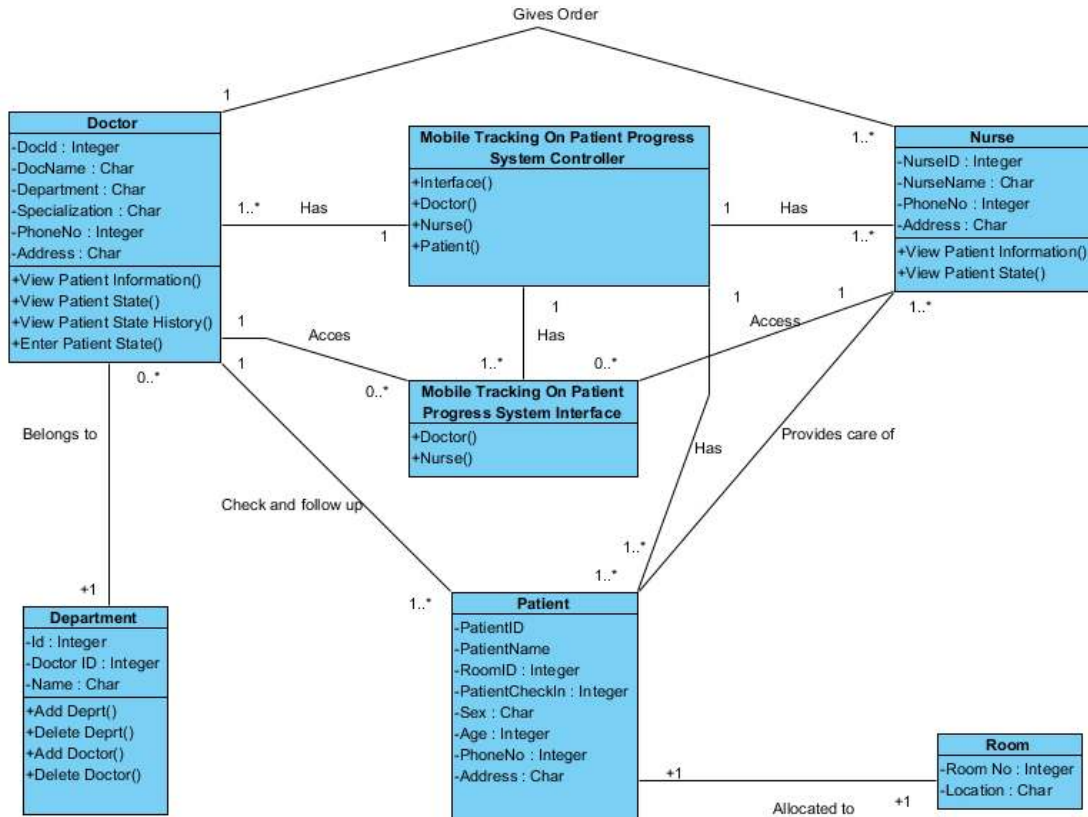 Gives Order
1
1..*
Doctor
-DocId : Integer
-DocName : Char
-Department : Char
-Specialization : Char
-PhoneNo : Integer
-Address : Char
+View Patient Information()
+View Patient State()
+View Patient State History()
+Enter Patient State()
Mobile Tracking On Patient Progress
System Controller
+Interface()
+Doctor()
+Nurse()
+Patient()
Nurse
-NurseID : Integer
-NurseName : Char
-PhoneNo : Integer
-Address : Char
+View Patient Information()
+View Patient State()
1..*
Has
1
1
Has
1..*
1
Acces
0..*
1
Has
1..*
1
Access
0..*
1
Has
1..*
1..*
Provides care of
1..*
Mobile Tracking On Patient
Progress System Interface
+Doctor()
+Nurse()
0..*
Belongs to
+1
1
Check and follow up
1..*
Department
-Id : Integer
-Doctor ID : Integer
-Name : Char
+Add Deprt()
+Delete Deprt()
+Add Doctor()
+Delete Doctor()
Patient
-PatientID
-PatientName
-RoomID : Integer
-PatientCheckIn : Integer
-Sex : Char
-Age : Integer
-PhoneNo : Integer
-Address : Char
+1
Allocated to
+1
Room
-Room No : Integer
-Location : Char